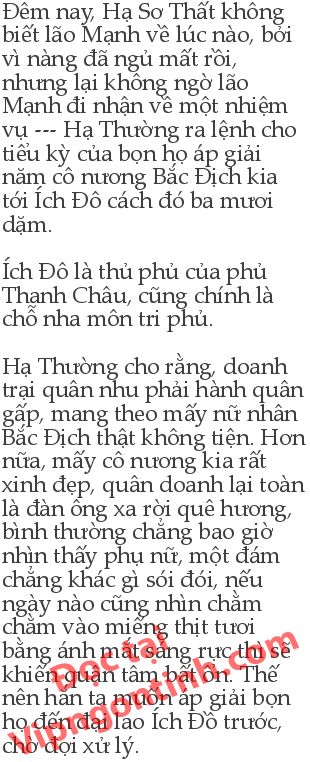 Đêm nay, Hạ Sơ Thất không
biết lão Mạnh về lúc nào, bởi
vì nàng đã ngủ mất rồi,
nhưng lại không ngờ lão
Mạnh đi nhận về một nhiệm
vụ --- Hạ Thường ra lệnh cho
tiểu kỳ của bọn họ áp giải
năm cô nương Bắc Địch kia
tới Ích Đô cách đó ba mươi
dặm.

Ích Đô là thủ phủ của phủ
Thanh Châu, cũng chính là
chỗ nha môn tri phủ.

Hạ Thường cho rằng, doanh
trại quân nhu phải hành quân
gấp, mang theo mấy nữ nhân
Bắc Địch thật không tiện. Hơn
nữa, mấy cô nương kia rất
xinh đẹp, quân doanh lại toàn
là đàn ông xa rời quê hương,
bình thường chẳng bao giờ
nhìn thấy phụ nữ, một đám
chẳng khác gì sói đói, nếu
ngày nào cũng nhìn chằm
chằm vào miếng thịt tươi
bằng ánh mắt sáng rực thì sẽ
khiến quân tâm bất ổn. Thế
nên hắn ta muốn áp giải bọn
họ đến đại lao Ích Đô trước,
chờ đợi xử lý.
Đọc tại
Vipngontinh.com